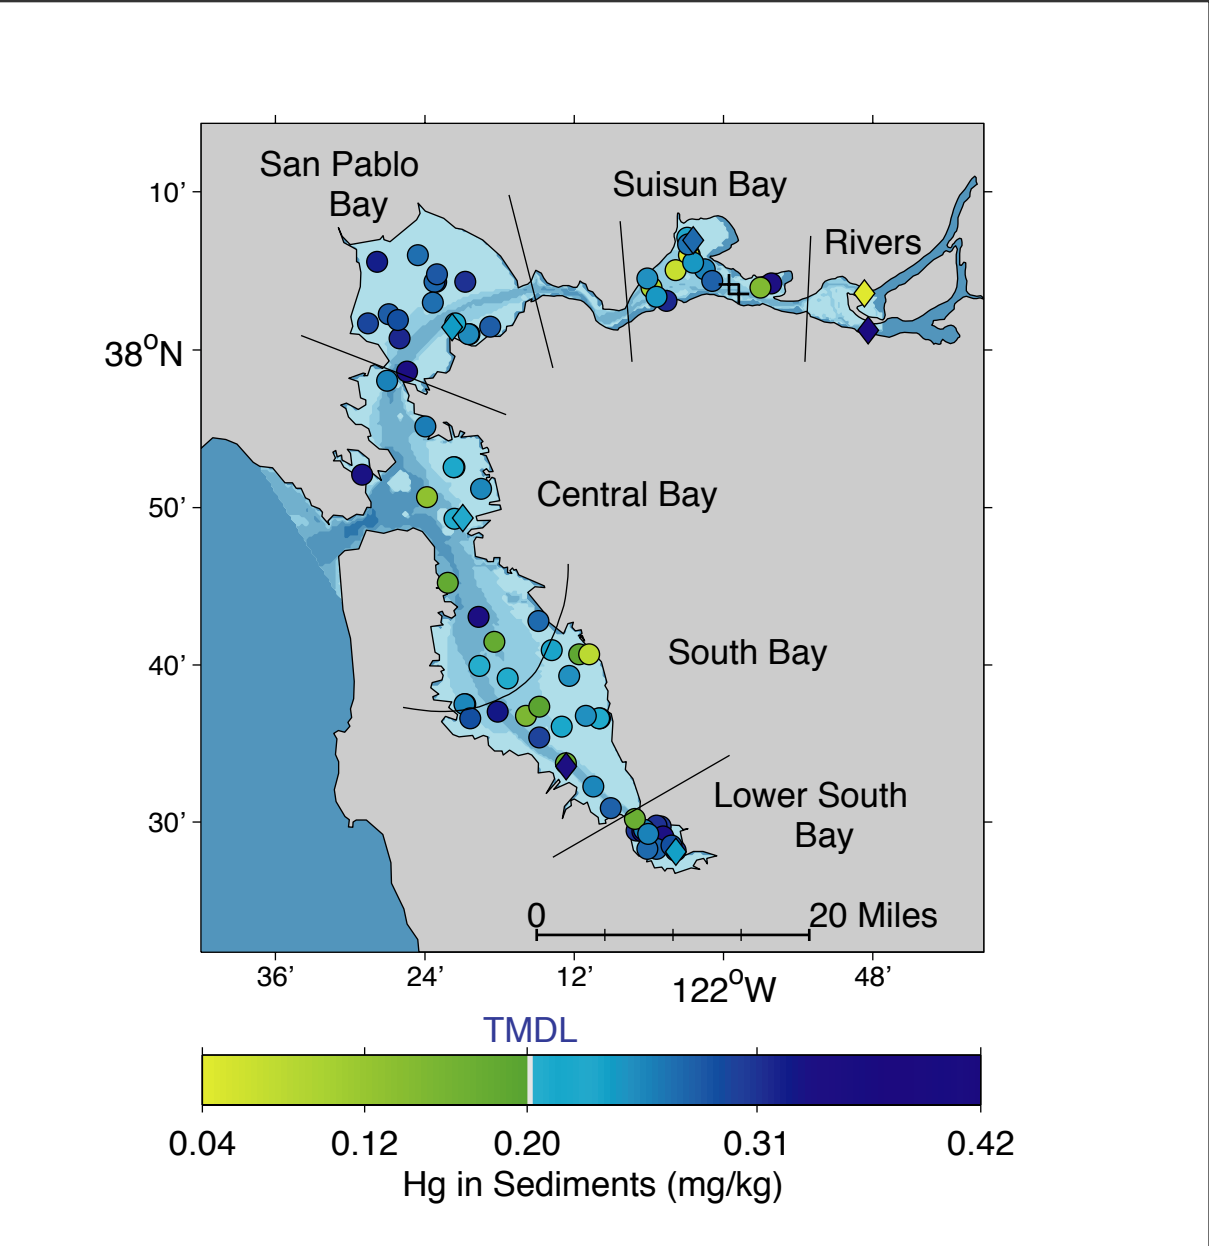 San Pablo
Bay
Suisun Bay
Rivers
10’
38oN
Central Bay
50’
South Bay
40’
Lower South
Bay
30’
0
20 Miles
36’
24’
12’
122oW
48’
TMDL
0.04
0.12
0.20
0.31
0.42
Hg in Sediments (mg/kg)